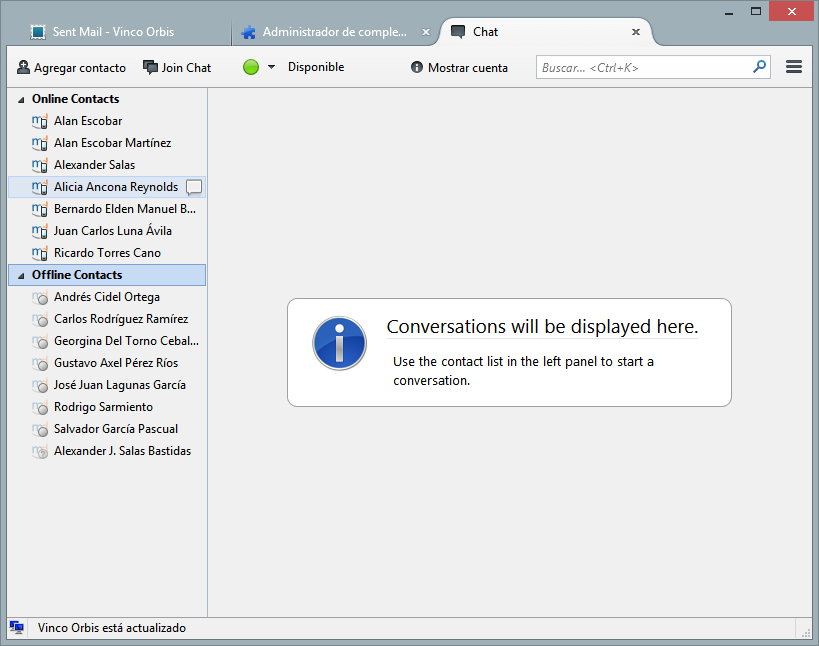 Sent Mail - Vinco Orbis
Administrador de comple...
Chat
Agregar contacto
Join Chat
Disponible
Mostrar cuenta
Buscar... <Ctrl+K>
Online Contacts
Alan Escobar
Alan Escobar Martínez
Alexander Salas
Alicia Ancona Reynolds
Bernardo Elden Manuel B...
Juan Carlos Luna Ávila
Ricardo Torres Cano
Offline Contacts
Andrés Cidel Ortega
Carlos Rodríguez Ramírez
Georgina Del Torno Cebal...
Gustavo Axel Pérez Ríos
José Juan Lagunas García
Rodrigo Sarmiento
Salvador García Pascual
Alexander J. Salas Bastidas
Conversations will be displayed here.
Use the contact list in the left panel to start a
conversation.
Vinco Orbis está actualizado